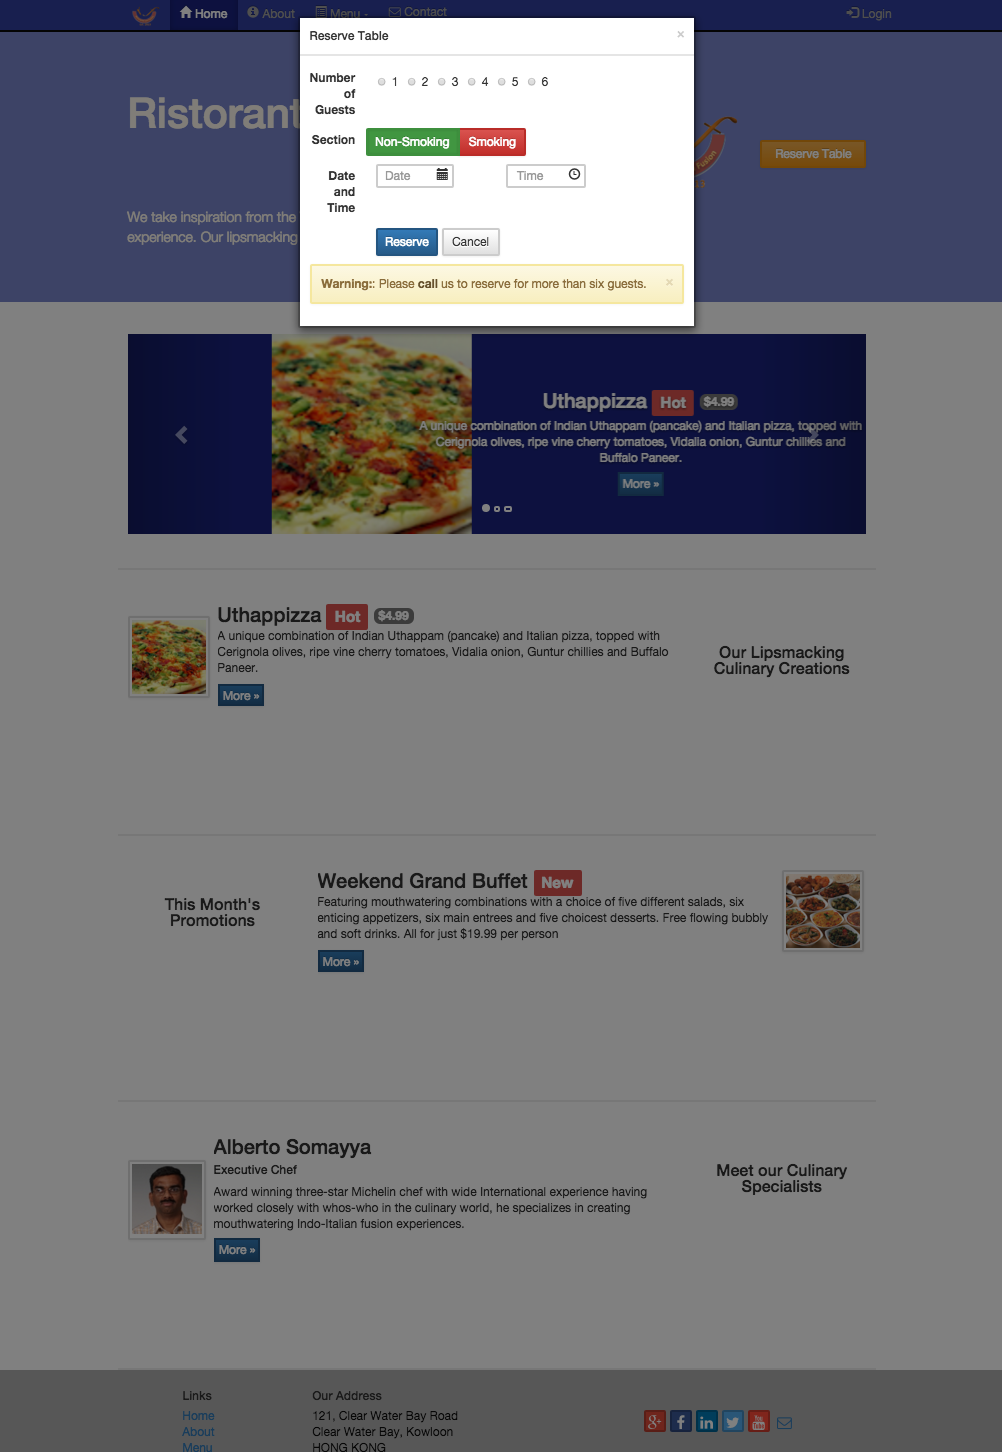 Home About Menu Contact Login
Reserve Table ×
Number of Guests
1 2 3 4 5 6
Section
Non-Smoking Smoking
Date and Time
Date Time
Reserve Cancel
Warning:: Please call us to reserve for more than six guests. ×
Reserve Table
We take inspiration from the
experience. Our lipsmacking
Uthappizza Hot $4.99
A unique combination of Indian Uthappam (pancake) and Italian pizza, topped with
Cerignola olives, ripe vine cherry tomatoes, Vidalia onion, Guntur chillies and
Buffalo Paneer.
More »
Uthappizza Hot $4.99
A unique combination of Indian Uthappam (pancake) and Italian pizza, topped with
Cerignola olives, ripe vine cherry tomatoes, Vidalia onion, Guntur chillies and Buffalo
Paneer.
More »
Our Lipsmacking
Culinary Creations
This Month's
Promotions
Weekend Grand Buffet New
Featuring mouthwatering combinations with a choice of five different salads, six
enticing appetizers, six main entrees and five choicest desserts. Free flowing bubbly
and soft drinks. All for just $19.99 per person
More »
Alberto Somayya
Executive Chef
Award winning three-star Michelin chef with wide International experience having
worked closely with whos-who in the culinary world, he specializes in creating
mouthwatering Indo-Italian fusion experiences.
More »
Meet our Culinary
Specialists
Links
Home
About
Menu
Our Address
121, Clear Water Bay Road
Clear Water Bay, Kowloon
HONG KONG